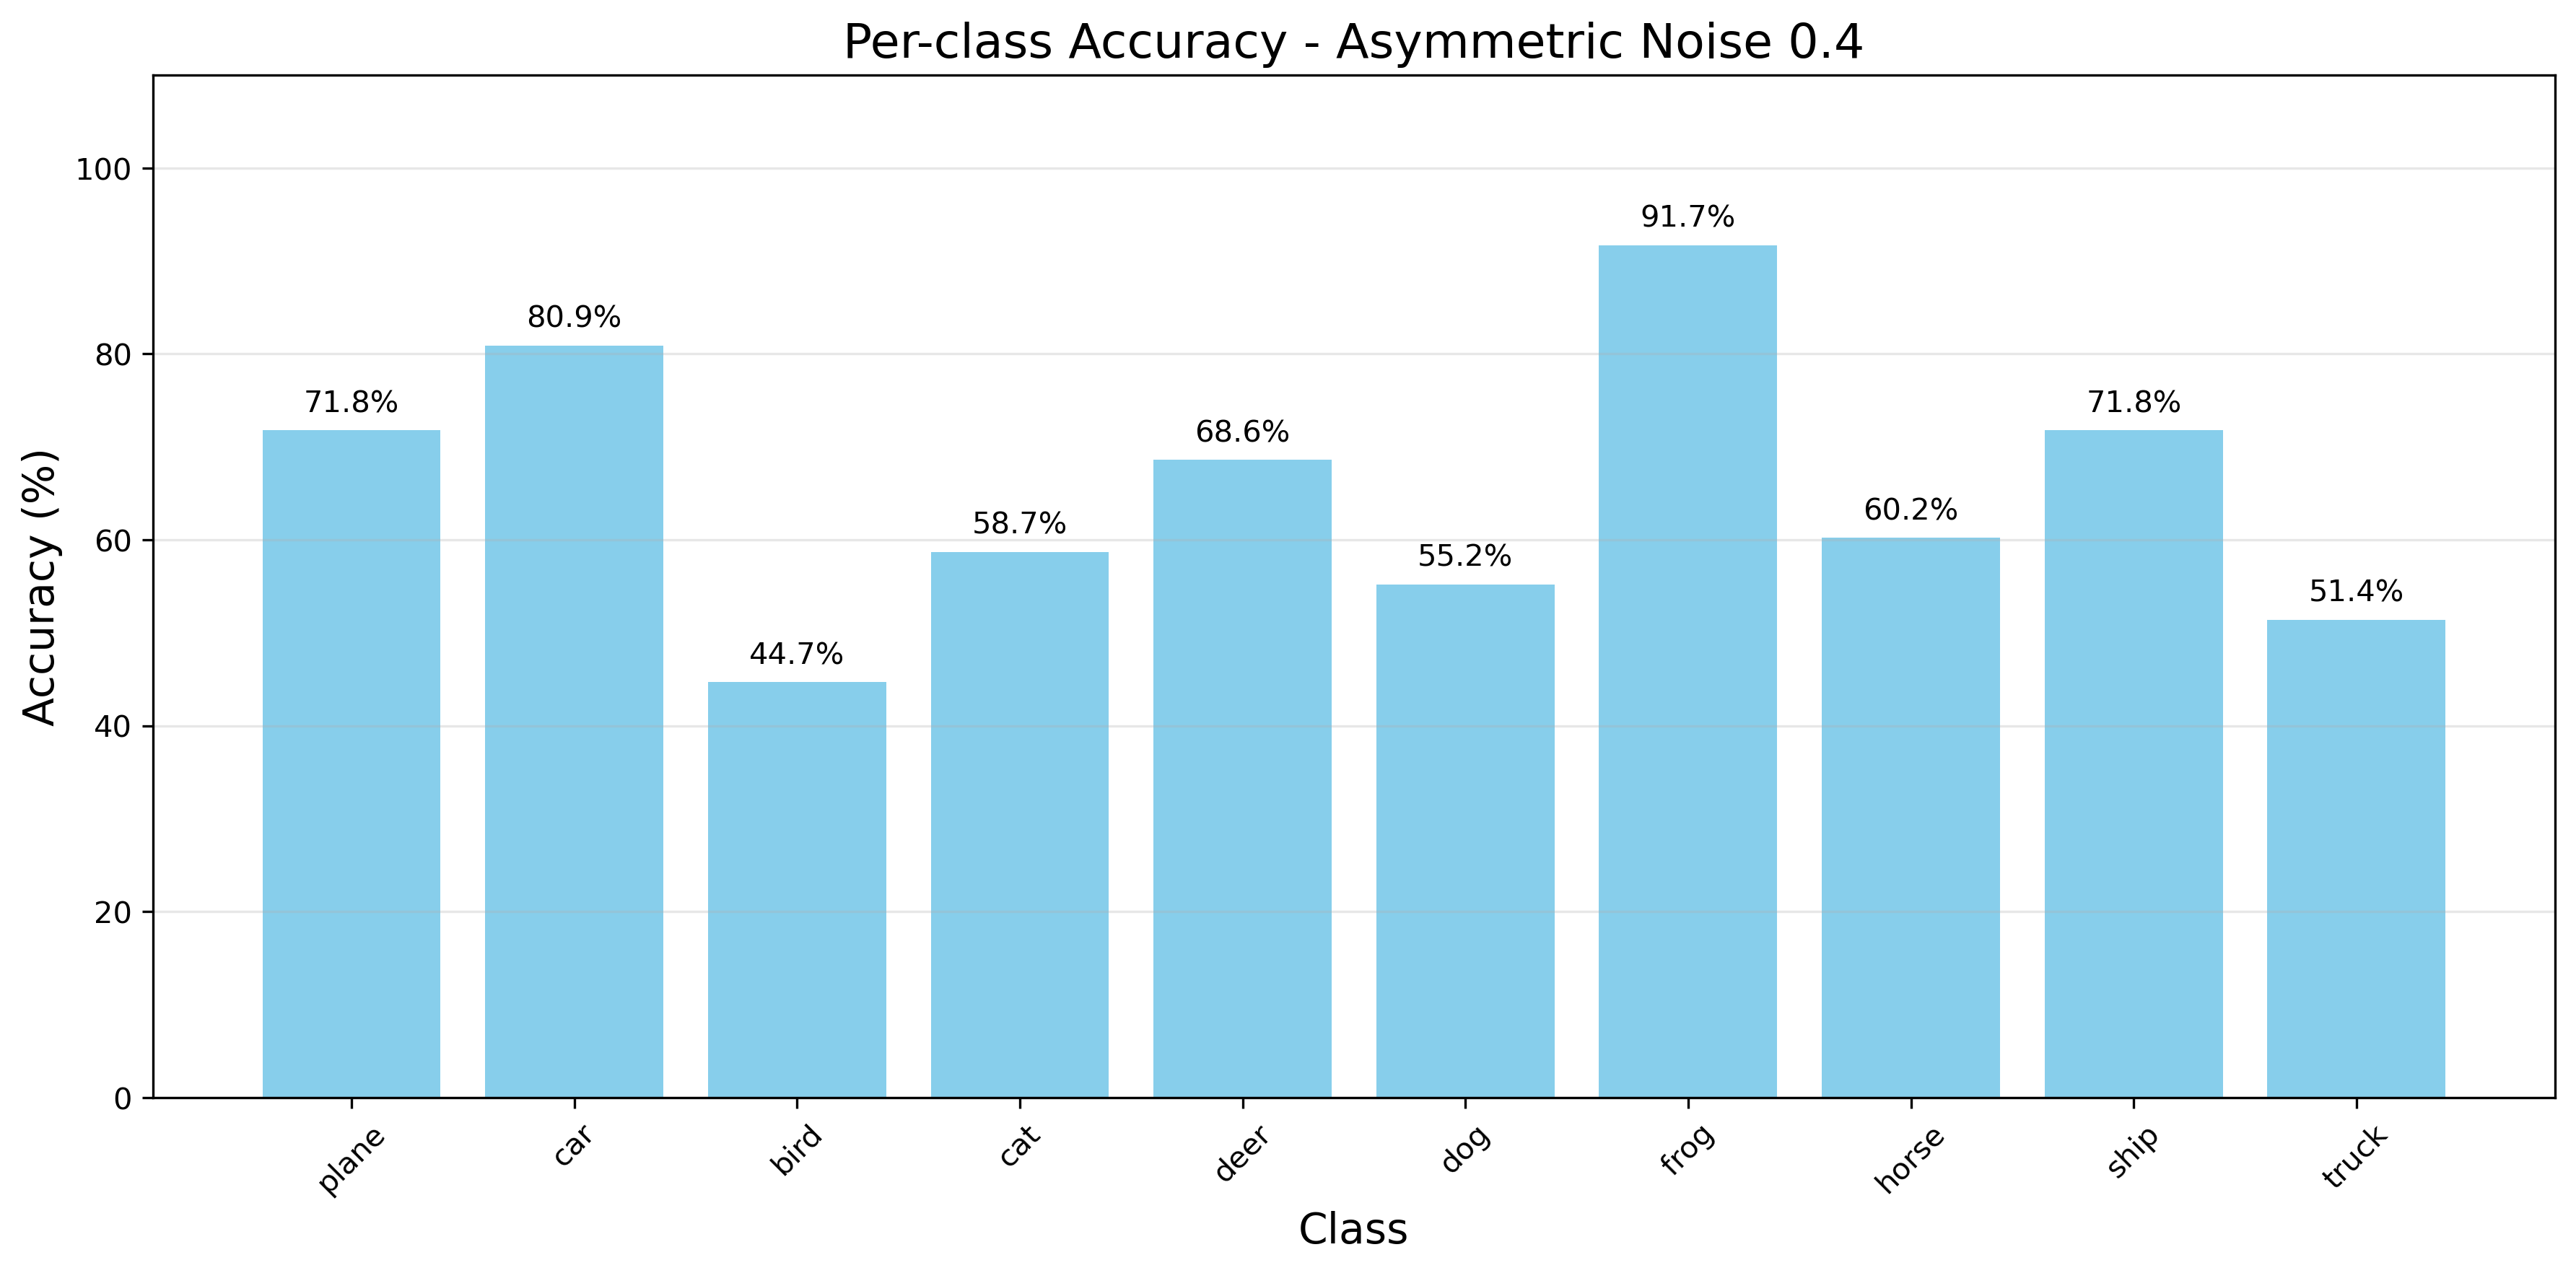 Per-class Accuracy - Asymmetric Noise 0.4
Accuracy (%)
100
80
60
40
20
0
71.8%
80.9%
44.7%
58.7%
68.6%
55.2%
91.7%
60.2%
71.8%
51.4%
plane
car
bird
cat
deer
dog
frog
horse
ship
truck
Class